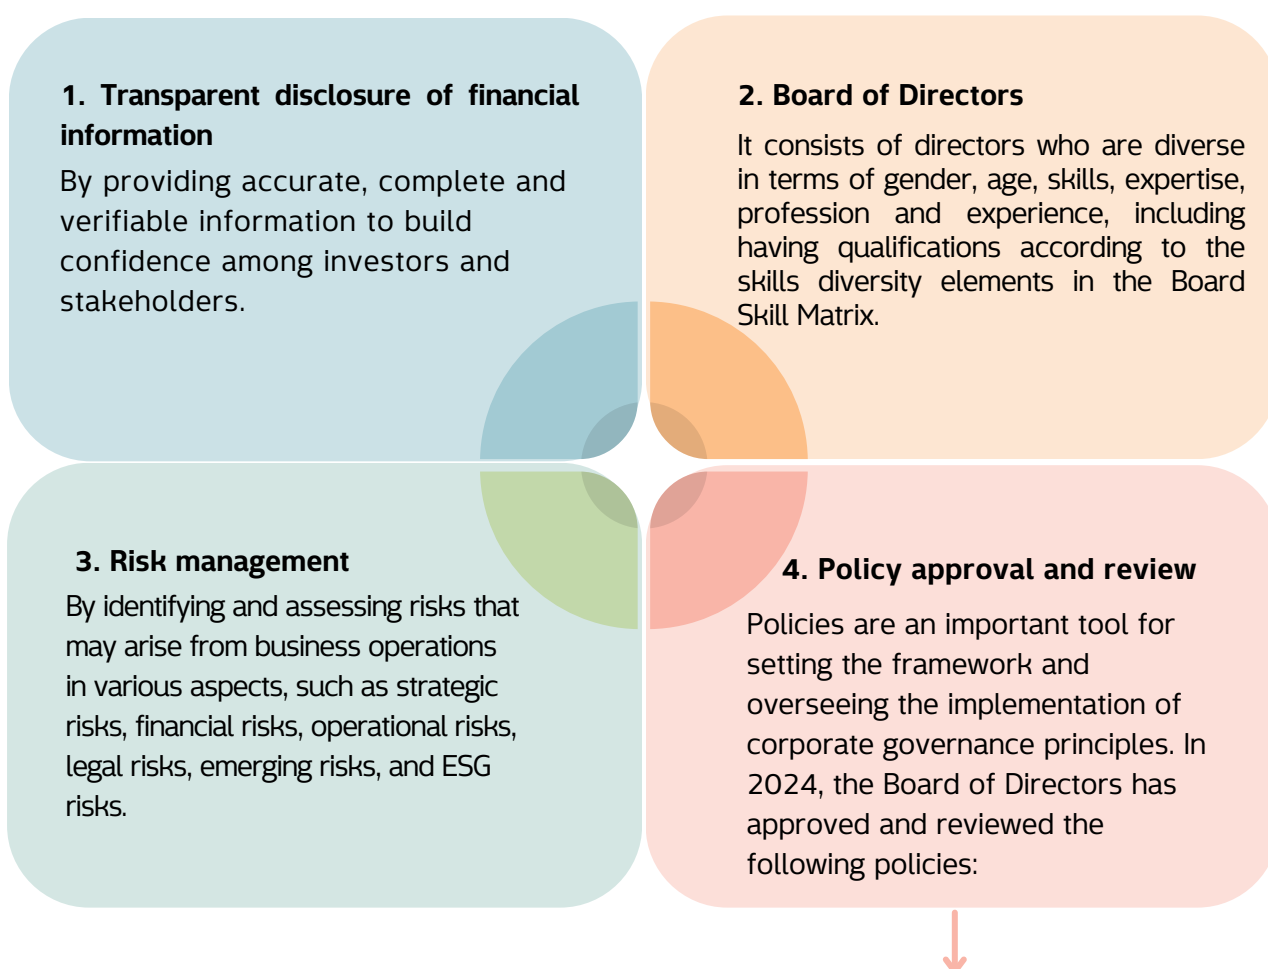 1. Transparent disclosure of financial
information
By providing accurate, complete and
verifiable information to build
confidence among investors and
stakeholders.
2. Board of Directors
It consists of directors who are diverse
in terms of gender, age, skills, expertise,
profession and experience, including
having qualifications according to the
skills diversity elements in the Board
Skill Matrix.
3. Risk management
By identifying and assessing risks that
may arise from business operations
in various aspects, such as strategic
risks, financial risks, operational risks,
legal risks, emerging risks, and ESG
risks.
4. Policy approval and review
Policies are an important tool for
setting the framework and
overseeing the implementation of
corporate governance principles. In
2024, the Board of Directors has
approved and reviewed the
following policies: